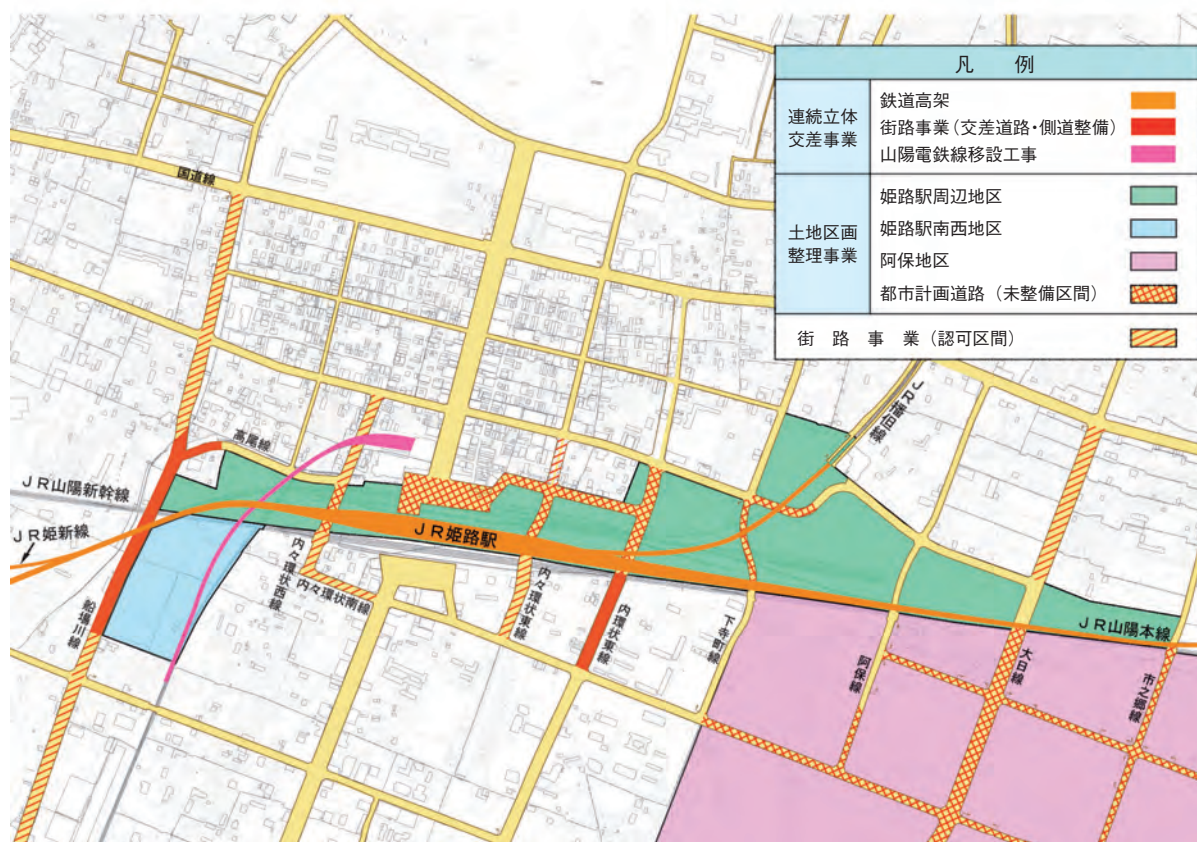 凡 例
連続立体
交差事業
鉄道高架
街路事業(交差道路・側道整備)
山陽電鉄線移設工事
土地区画
整理事業
姫路駅周辺地区
姫路駅南西地区
阿保地区
都市計画道路(未整備区間)
街 路 事 業(認可区間)
国道線
JR播但線
高尾線
JR山陽新幹線
JR姫新線
JR姫路駅
内々環状西線
内々環状南線
内々環状東線
内環状東線
船場川線
下寺町線
阿保線
大日線
市之郷線
JR山陽本線